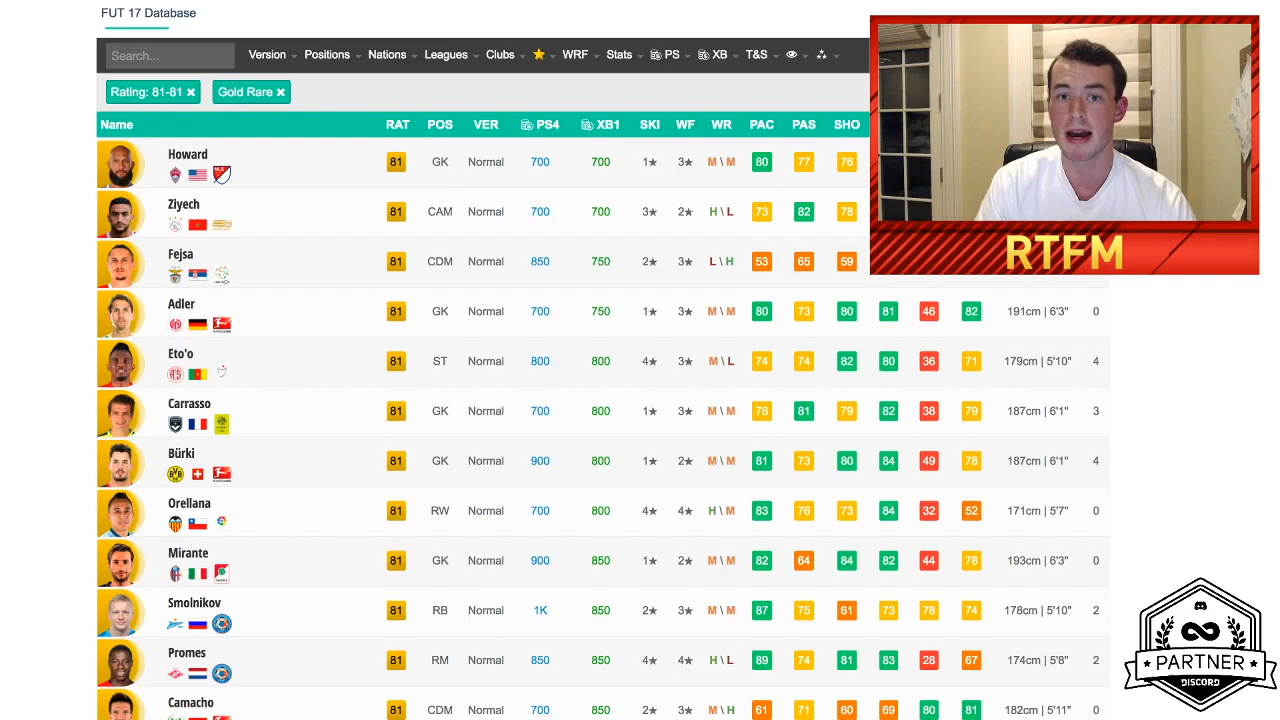 FUT 17 Database
Search... Version Positions Nations Leagues Clubs WRF Stats PS XB T&S
Rating: 81-81 ✖ Gold Rare ✖
Name RAT POS VER PS4 XB1 SKI WF WR PAC PAS SHO
Howard 81 GK Normal 700 700 1★ 3★ M \ M 80 77 76
Ziyech 81 CAM Normal 700 700 3★ 2★ H \ L 73 82 78
Fejsa 81 CDM Normal 850 750 2★ 3★ L \ H 53 65 59
Adler 81 GK Normal 700 750 1★ 3★ M \ M 80 73 80 81 46 82 191cm | 6'3" 0
Eto'o 81 ST Normal 800 800 4★ 3★ M \ L 74 74 82 80 36 71 179cm | 5'10" 4
Carrasso 81 GK Normal 700 800 1★ 3★ M \ M 78 81 79 82 38 79 187cm | 6'1" 3
Bürki 81 GK Normal 900 800 1★ 2★ M \ M 81 73 80 84 49 78 187cm | 6'1" 4
Orellana 81 RW Normal 700 800 4★ 4★ H \ M 83 76 73 84 32 52 171cm | 5'7" 0
Mirante 81 GK Normal 900 850 1★ 2★ M \ M 82 64 84 82 44 78 193cm | 6'3" 0
Smolnikov 81 RB Normal 1K 850 2★ 3★ M \ M 87 75 61 73 78 74 178cm | 5'10" 2
Promes 81 RM Normal 850 850 4★ 4★ H \ L 89 74 81 83 28 67 174cm | 5'8" 2
Camacho 81 CDM Normal 700 850 2★ 3★ M \ H 61 71 60 69 80 81 182cm | 5'11" 0
RTFM
PARTNER
DISCORD